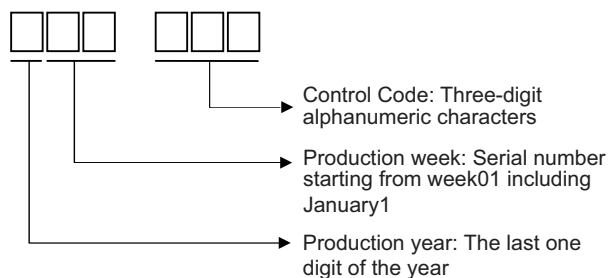 Control Code: Three-digit
alphanumeric characters
Production week: Serial number
starting from week01 including
January1
Production year: The last one
digit of the year